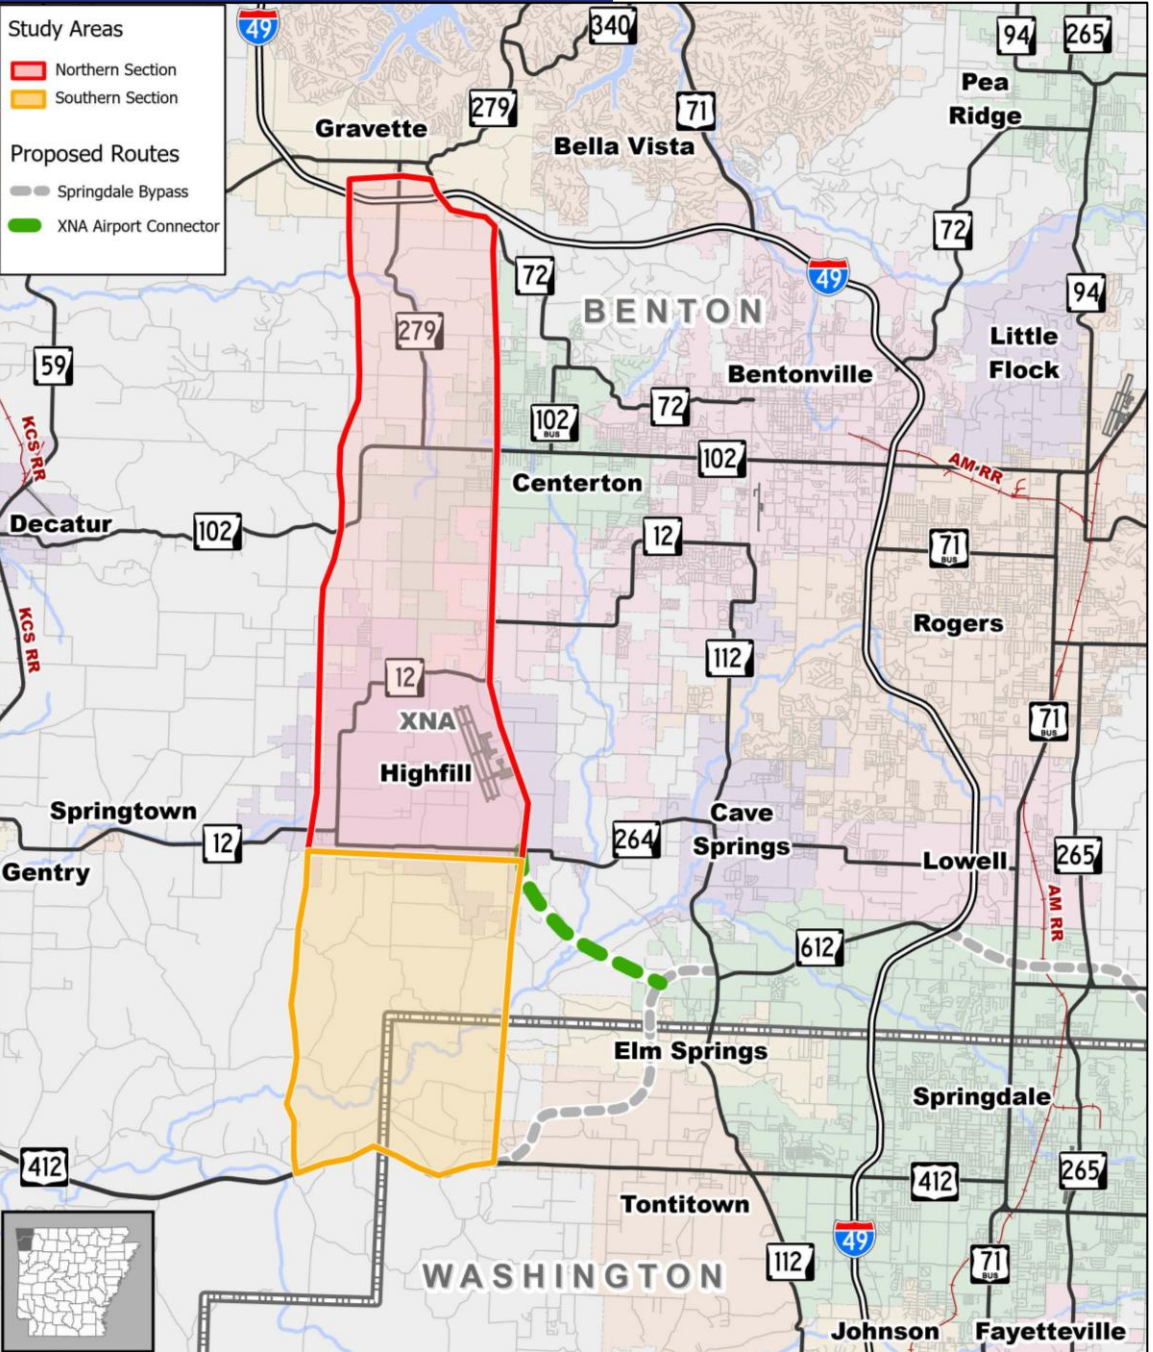 Study Areas
Northern Section
Southern Section
Proposed Routes
Springdale Bypass
XNA Airport Connector
49
340
94
265
279
71
Pea
Ridge
Gravette
Bella Vista
72
72
49
94
BENTON
279
59
Little
Flock
Bentonville
72
102
BUS
KCS RR
102
AM RR
Centerton
Decatur
102
12
71
BUS
KCS RR
Rogers
112
12
XNA
71
BUS
Highfill
Springtown
Cave
Springs
12
264
Lowell
265
Gentry
AM RR
612
Elm Springs
Springdale
412
412
265
Tontitown
49
112
71
BUS
WASHINGTON
Johnson
Fayetteville